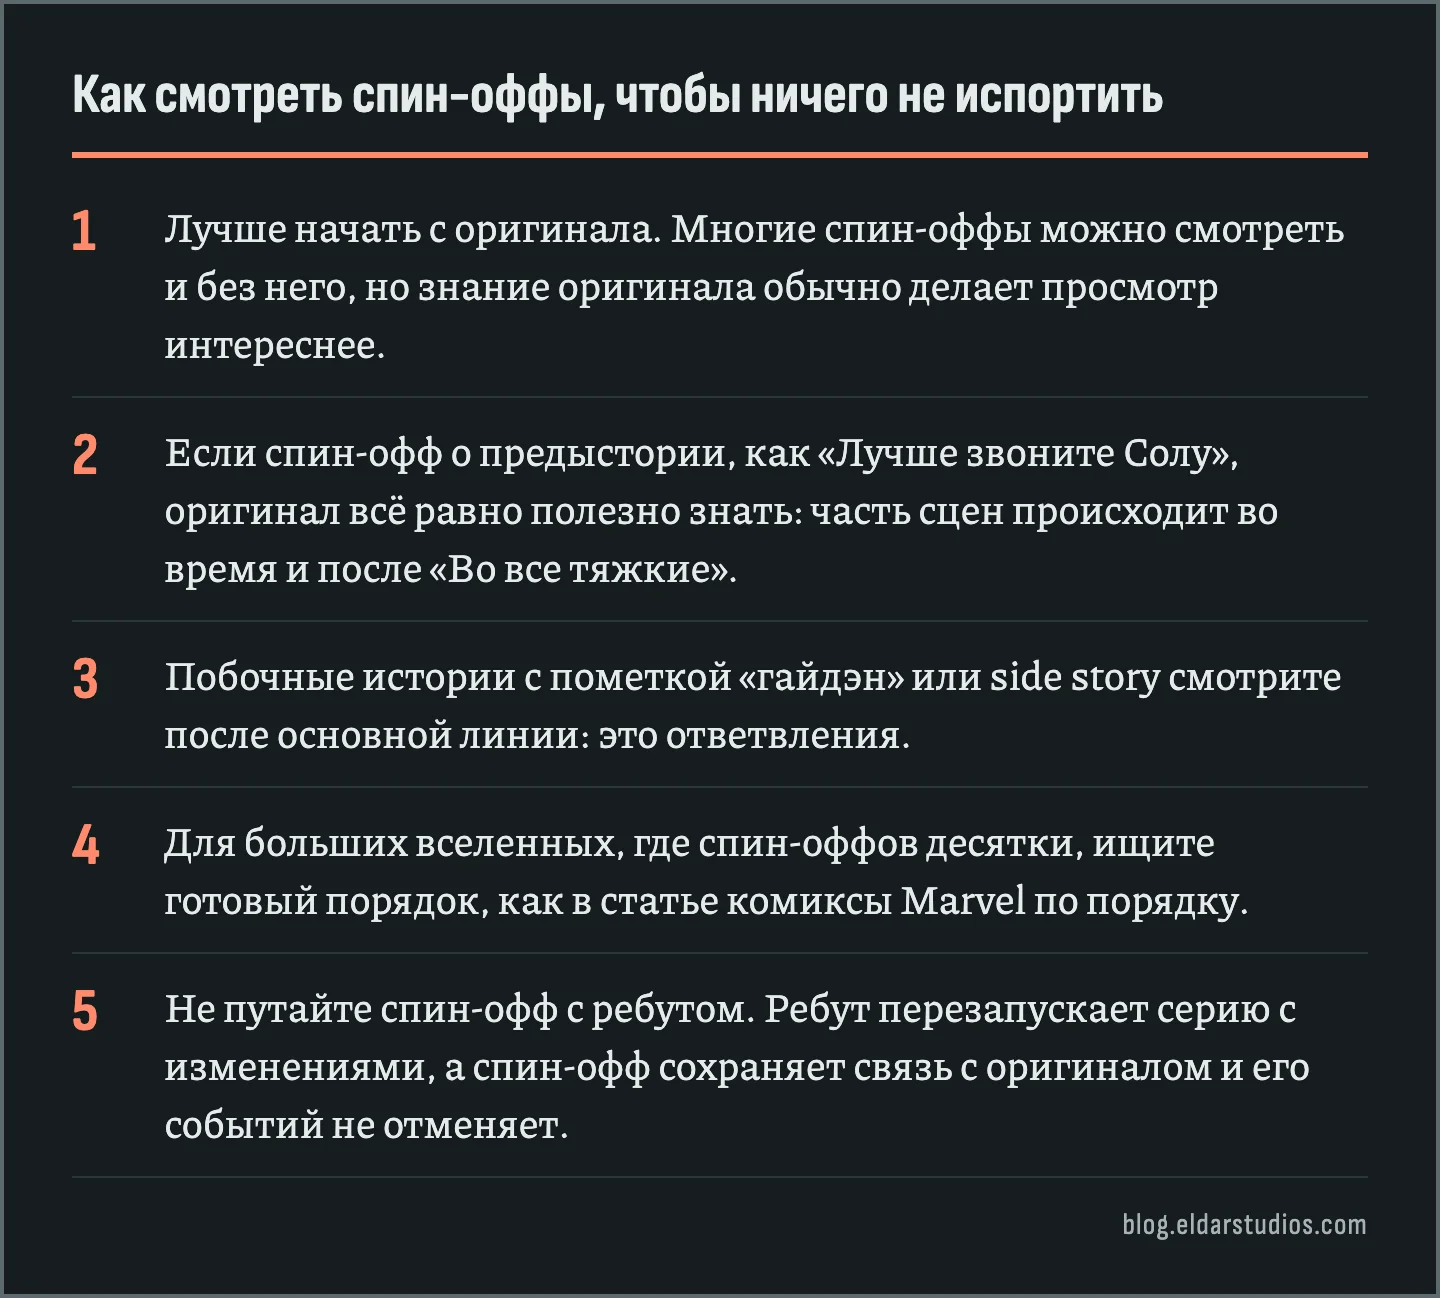 Как смотреть спин-оффы, чтобы ничего не испортить
1
Лучше начать с оригинала. Многие спин-оффы можно смотреть
и без него, но знание оригинала обычно делает просмотр
интереснее.
2
Если спин-офф о предыстории, как «Лучше звоните Солу»,
оригинал всё равно полезно знать: часть сцен происходит во
время и после «Во все тяжкие».
3
Побочные истории с пометкой «гайдэн» или side story смотрите
после основной линии: это ответвления.
4
Для больших вселенных, где спин-оффов десятки, ищите
готовый порядок, как в статье комиксы Marvel по порядку.
5
Не путайте спин-офф с ребутом. Ребут перезапускает серию с
изменениями, а спин-офф сохраняет связь с оригиналом и его
событий не отменяет.
blog.eldarstudios.com